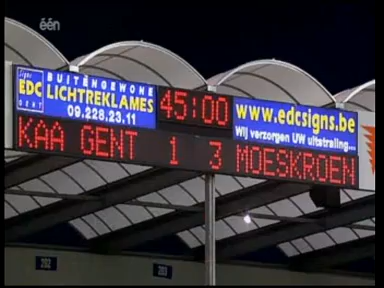 één
Signs
EDC
GENT
BUITENGEWONE
LICHTREKLAMES
09.228.23.11
45:00
www.edcsigns.be
Wij verzorgen UW uitstraling...
KAA GENT 1 3 MOESKROEN
202
203